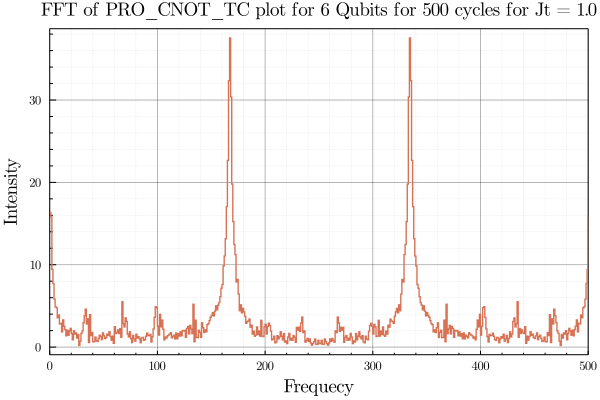 FFT of PRO_CNOT_TC plot for 6 Qubits for 500 cycles for Jt = 1.0
Intensity
30
20
10
0
0 100 200 300 400 500
Frequecy